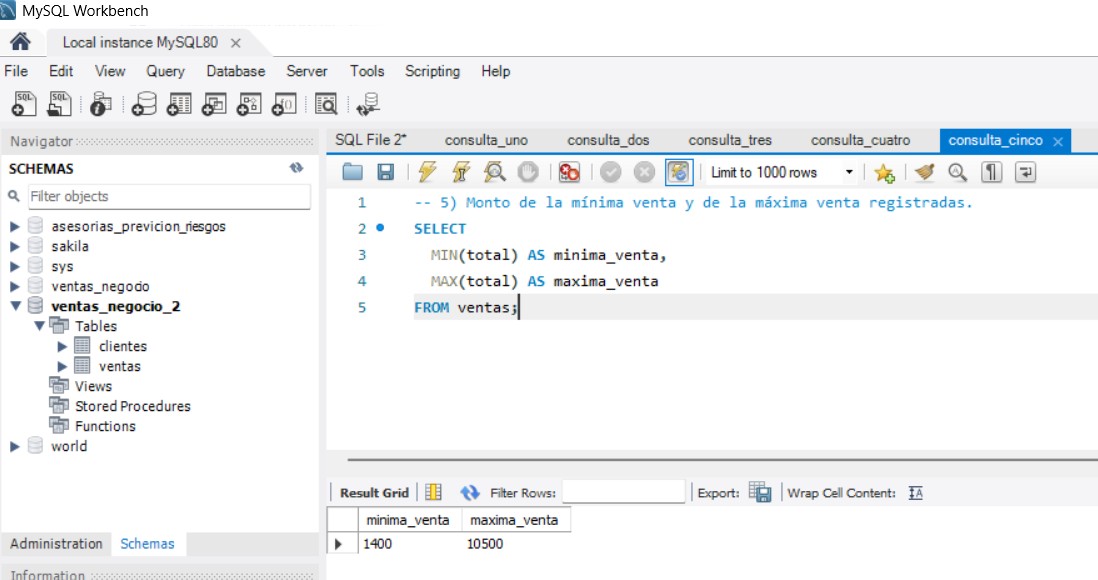 MySQL Workbench
Local instance MySQL80
File Edit View Query Database Server Tools Scripting Help
Navigator
SCHEMAS
Filter objects
asesorias_previcion_riesgos
sakila
sys
ventas_negodo
ventas_negocio_2
Tables
clientes
ventas
Views
Stored Procedures
Functions
world
Administration Schemas
Information
SQL File 2* consulta_uno consulta_dos consulta_tres consulta_cuatro consulta_cinco
Limit to 1000 rows
1 -- 5) Monto de la mínima venta y de la máxima venta registradas.
2 SELECT
3 MIN(total) AS minima_venta,
4 MAX(total) AS maxima_venta
5 FROM ventas;
Result Grid Filter Rows: Export: Wrap Cell Content:
minima_venta maxima_venta
1400 10500